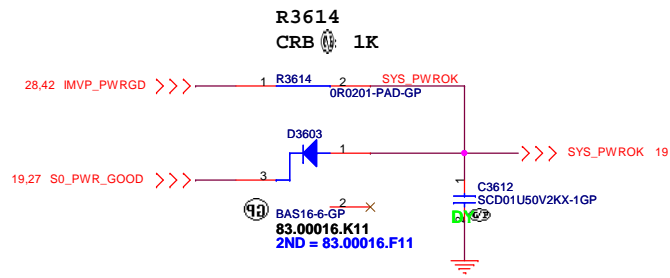 R3614
CRB 1K
28,42 IMVP_PWRGD 1 R3614 2 SYS_PWROK
0R0201-PAD-GP
D3603
1
SYS_PWROK 19
19,27 S0_PWR_GOOD 3
1
C3612
SCD01U50V2KX-1GP
DY
2
BAS16-6-GP
83.00016.K11
2ND = 83.00016.F11